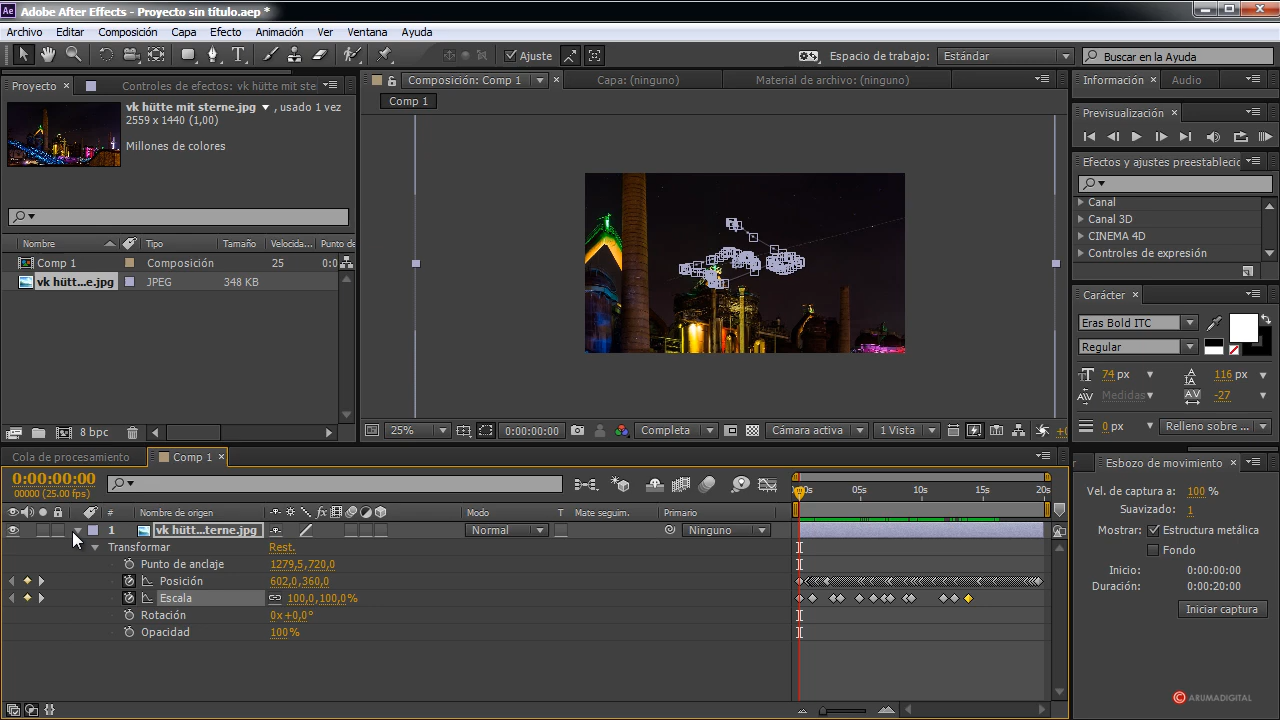 Ae Adobe After Effects - Proyecto sin título.aep *
Archivo Editar Composición Capa Efecto Animación Ver Ventana Ayuda
Ajuste Espacio de trabajo: Estándar Buscar en la Ayuda
Proyecto × Controles de efectos: vk hütte mit ste
vk hütte mit sterne.jpg , usado 1 vez
2559 x 1440 (1,00)
Millones de colores
Nombre Tipo Tamaño Velocida... Punto de
Comp 1 Composición 25 0:0
vk hütt...e.jpg JPEG 348 KB
8 bpc
Composición: Comp 1 × Capa: (ninguno) Material de archivo: (ninguno)
Comp 1
25% 0:00:00:00 Completa Cámara activa 1 Vista +0
Información × Audio
Previsualización ×
Efectos y ajustes preestablecic
Canal
Canal 3D
CINEMA 4D
Controles de expresión
Carácter ×
Eras Bold ITC
Regular
74 px 116 px
Medidas -27
0 px Relleno sobre ...
Cola de procesamiento Comp 1 ×
0:00:00:00
00000 (25.00 fps)
# Nombre de origen fx Modo T Mate seguim. Primario
00s 05s 10s 15s 20s
1 vk hütt...terne.jpg Normal Ninguno
Transformar Rest.
Punto de anclaje 1279,5,720,0
Posición 602,0,360,0
Escala 100,0,100,0%
Rotación 0x+0,0°
Opacidad 100%
Esbozo de movimiento ×
Vel. de captura a: 100 %
Suavizado: 1
Mostrar: Estructura metálica
Fondo
Inicio: 0:00:00:00
Duración: 0:00:20:00
Iniciar captura
© ARUMADIGITAL